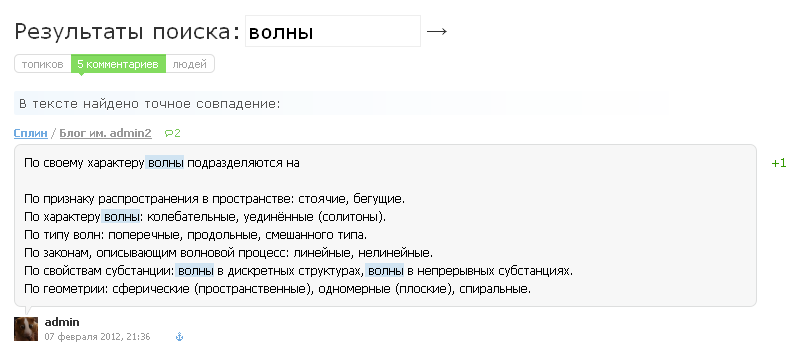 Результаты поиска: волны →
топиков 5 комментариев людей
В тексте найдено точное совпадение:
Сплин / Блог им. admin2 2
По своему характеру волны подразделяются на
+1
По признаку распространения в пространстве: стоячие, бегущие.
По характеру волны: колебательные, уединённые (солитоны).
По типу волн: поперечные, продольные, смешанного типа.
По законам, описывающим волновой процесс: линейные, нелинейные.
По свойствам субстанции: волны в дискретных структурах, волны в непрерывных субстанциях.
По геометрии: сферические (пространственные), одномерные (плоские), спиральные.
admin
07 февраля 2012, 21:36